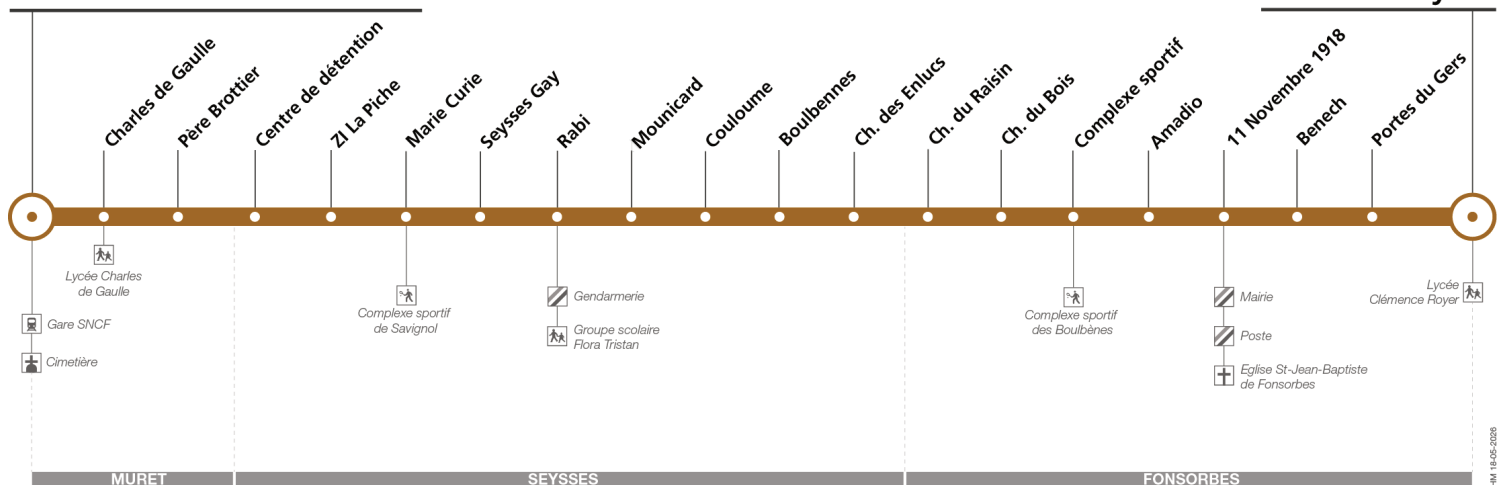 Charles de Gaulle
Père Brottier
Centre de détention
ZI La Piche
Marie Curie
Seysses Gay
Rabi
Mounicard
Couloume
Boulbennes
Ch. des Enlucs
Ch. du Raisin
Ch. du Bois
Complexe sportif
Amadio
11 Novembre 1918
Benech
Portes du Gers
Lycée Charles
de Gaulle
Gare SNCF
Cimetière
Complexe sportif
de Savignol
Gendarmerie
Groupe scolaire
Flora Tristan
Complexe sportif
des Boulbènes
Mairie
Poste
Eglise St-Jean-Baptiste
de Fonsorbes
Lycée
Clémence Royer
MURET
SEYSSES
FONSORBES
18-05-2026